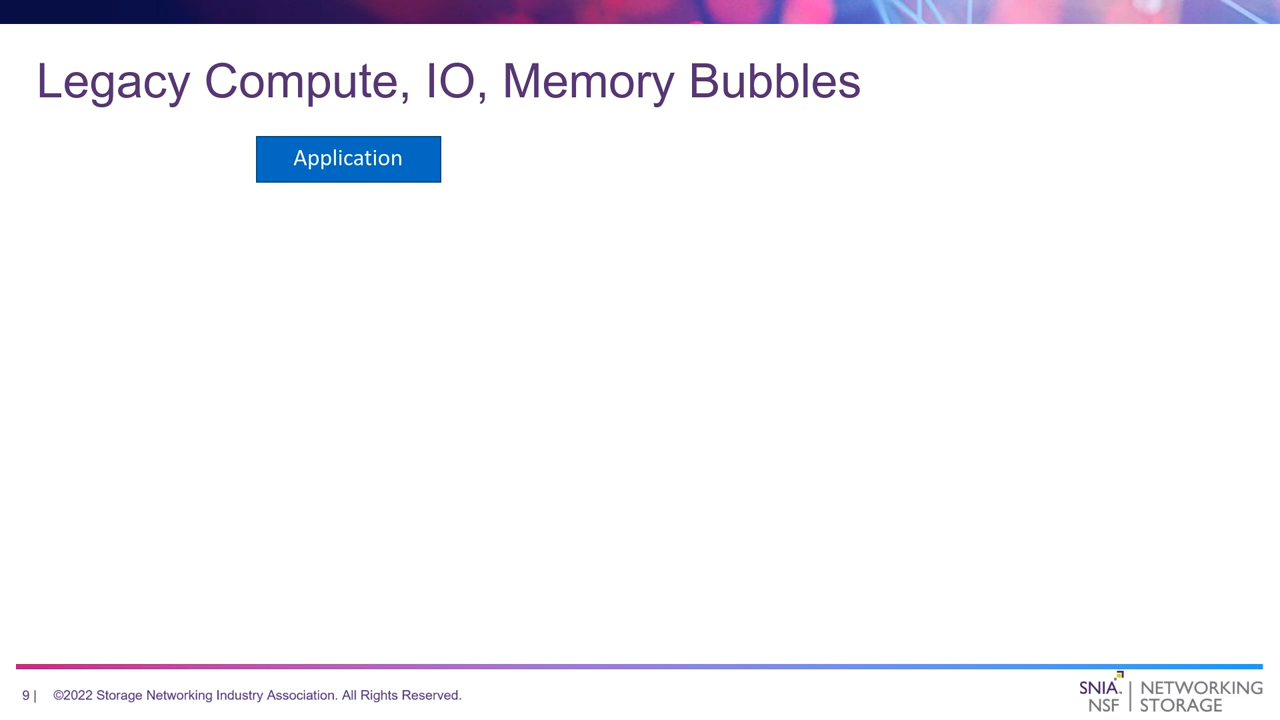 Legacy Compute, IO, Memory Bubbles
Application
9 | ©2022 Storage Networking Industry Association. All Rights Reserved.
SNIA. | NETWORKING
NSF | STORAGE